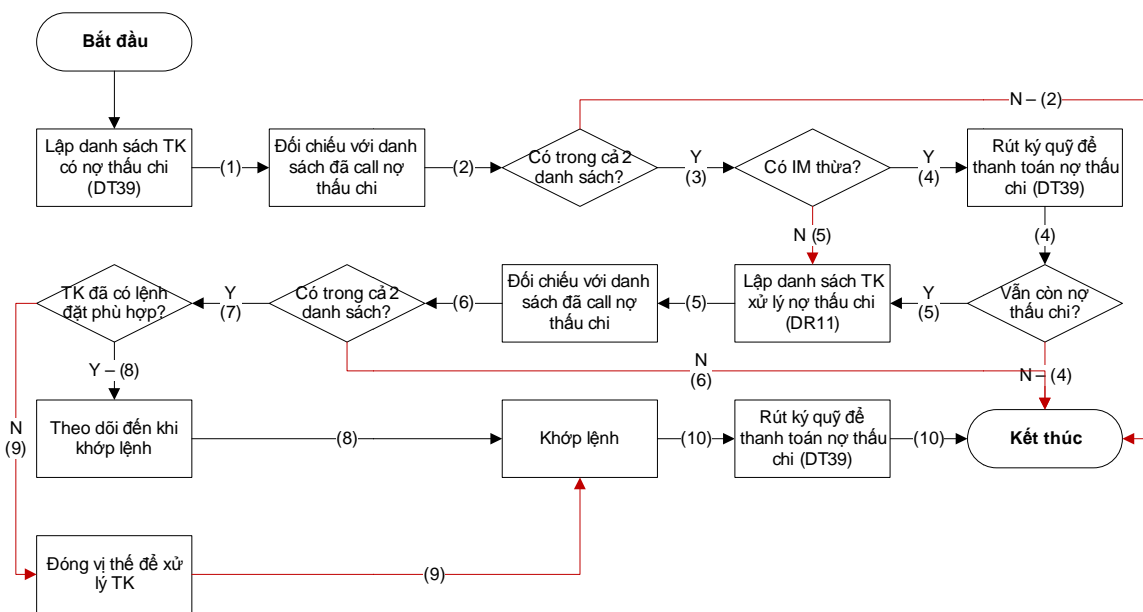 Bắt đầu
N – (2)
Lập danh sách TK
có nợ thấu chi
(DT39)
(1)
Đối chiếu với danh
sách đã call nợ
thấu chi
(2)
Có trong cả 2
danh sách?
Y
(3)
Có IM thừa?
Y
(4)
Rút ký quỹ để
thanh toán nợ thấu
chi (DT39)
N (5)
(4)
TK đã có lệnh
đặt phù hợp?
Y
(7)
Có trong cả 2
danh sách?
(6)
Đối chiếu với danh
sách đã call nợ
thấu chi
(5)
Lập danh sách TK
xử lý nợ thấu chi
(DR11)
Y
(5)
Vẫn còn nợ
thấu chi?
Y – (8)
N
(6)
N – (4)
N
(9)
Theo dõi đến khi
khớp lệnh
(8)
Khớp lệnh
(10)
Rút ký quỹ để
thanh toán nợ thấu
chi (DT39)
(10)
Kết thúc
Đóng vị thế để xử
lý TK
(9)